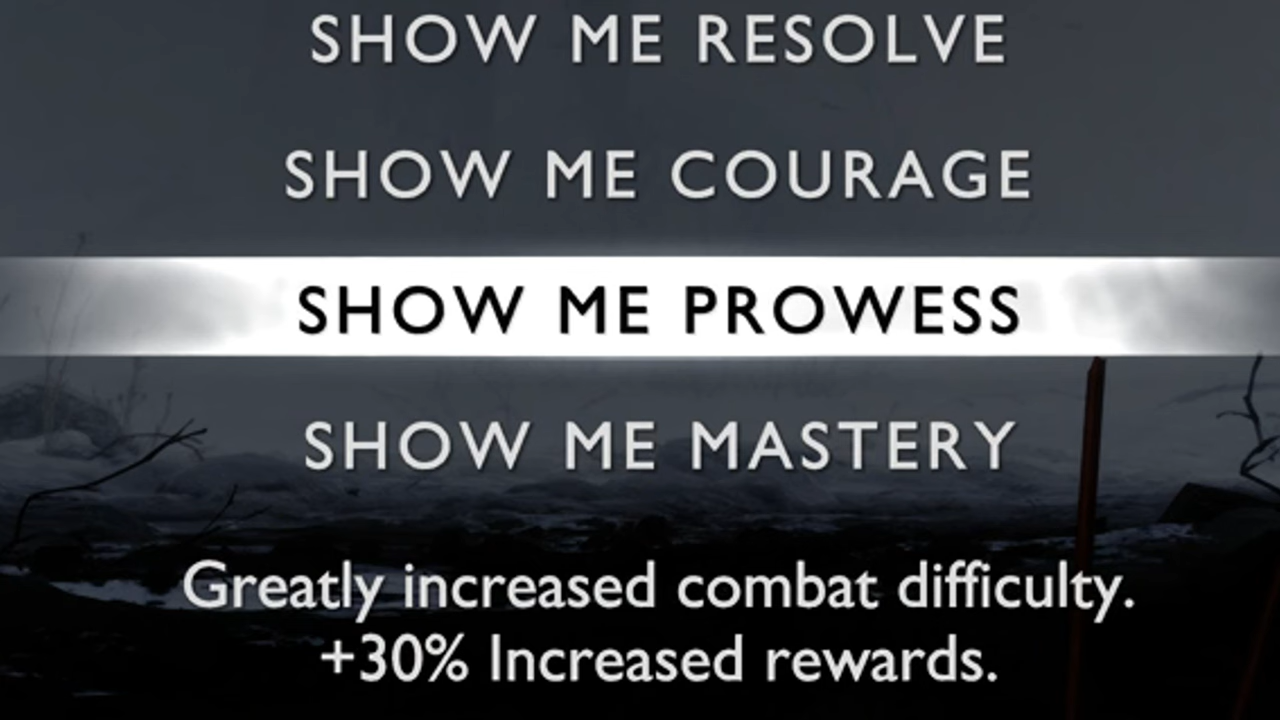 SHOW ME RESOLVE
SHOW ME COURAGE
SHOW ME PROWESS
SHOW ME MASTERY
Greatly increased combat difficulty.
+30% Increased rewards.